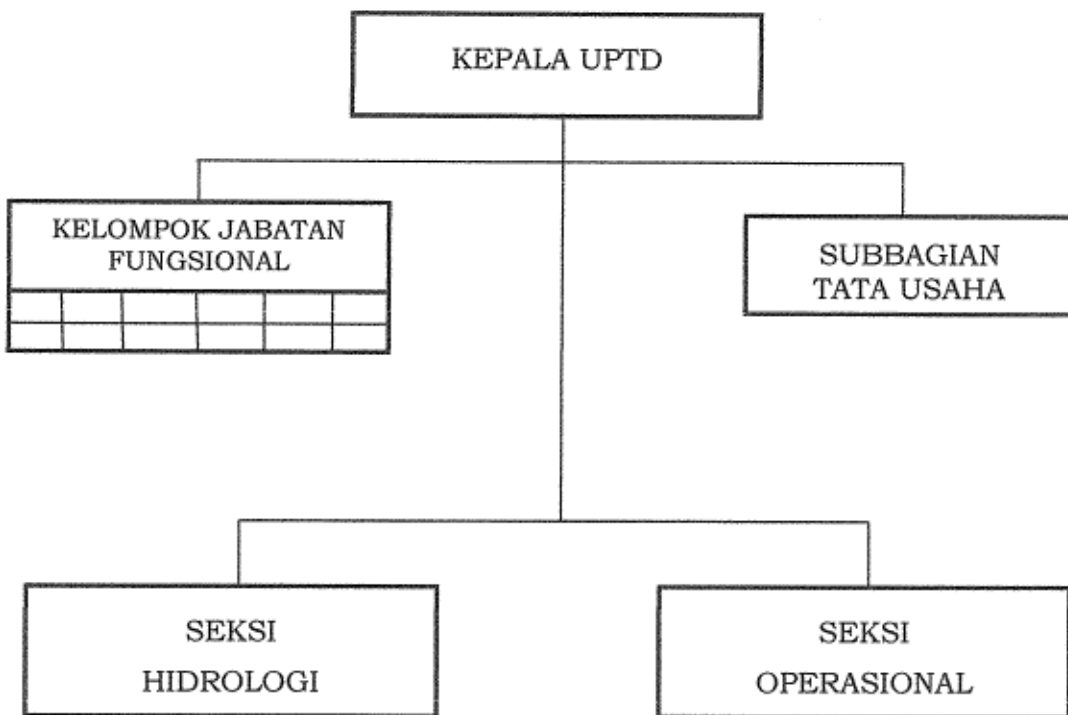 KEPALA UPTD
KELOMPOK JABATAN
FUNGSIONAL
SUBBAGIAN
TATA USAHA
SEKSI
HIDROLOGI
SEKSI
OPERASIONAL